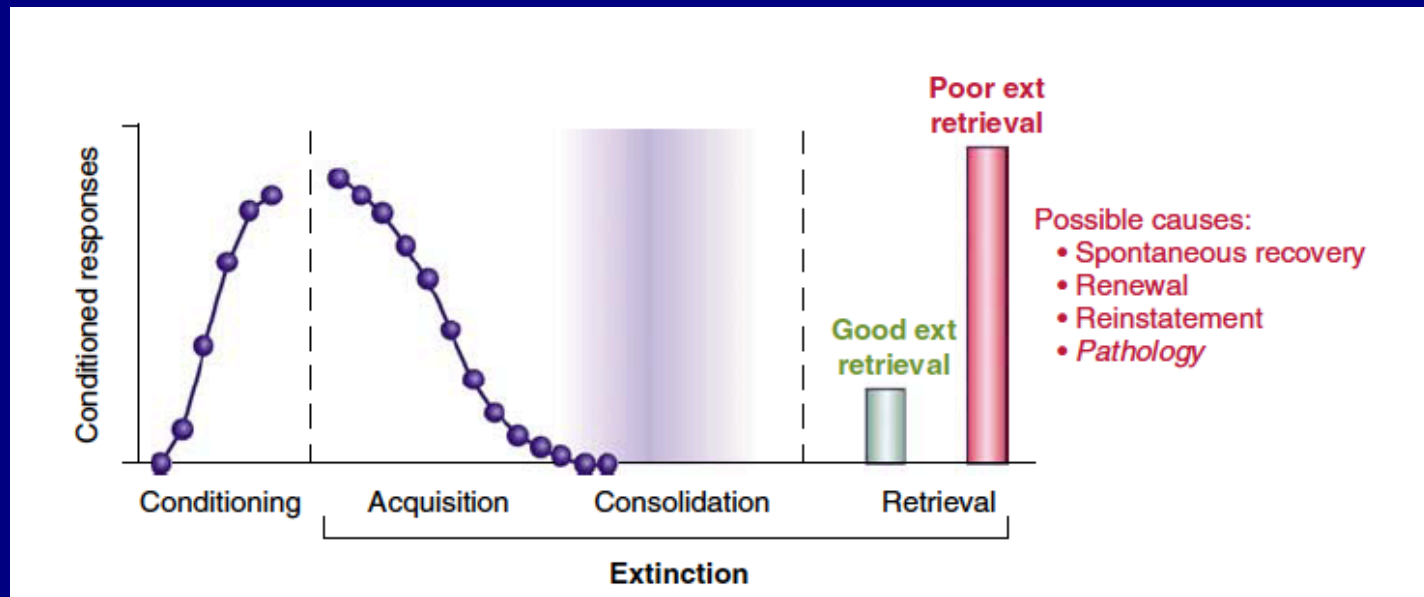 Conditioned responses
Poor ext
retrieval
Good ext
retrieval
Possible causes:
• Spontaneous recovery
• Renewal
• Reinstatement
• Pathology
Conditioning
Acquisition
Consolidation
Retrieval
Extinction